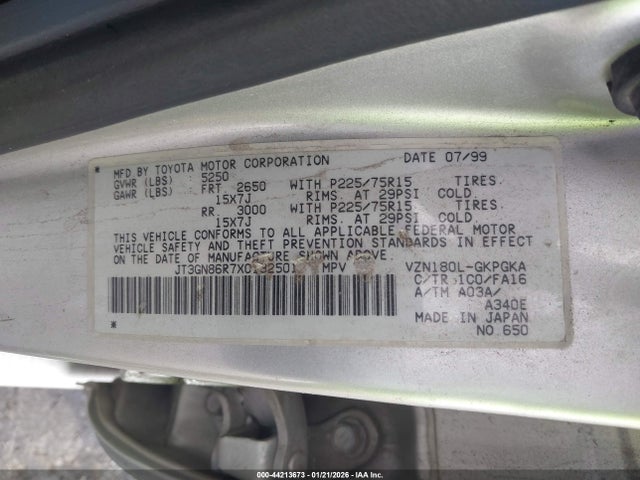 * MFD BY TOYOTA MOTOR CORPORATION DATE 07/99
GVWR (LBS) 5250
GAWR (LBS) FRT 2650 WITH P225/75R15 TIRES.
15X7J RIMS. AT 29PSI COLD
RR 3000 WITH P225/75R15 TIRES.
15X7J RIMS. AT 29PSI COLD
THIS VEHICLE CONFORMS TO ALL APPLICABLE FEDERAL MOTOR
VEHICLE SAFETY AND THEFT PREVENTION STANDARDS IN EFFECT
ON THE DATE OF MANUFACTURE SHOWN ABOVE.
MPV VZN180L-GKPGKA
C/TR 1C0/FA16
A/TM A03A/
A340E
* MADE IN JAPAN
NO.650
000-44213673 - 01/21/2026 - IAA Inc.